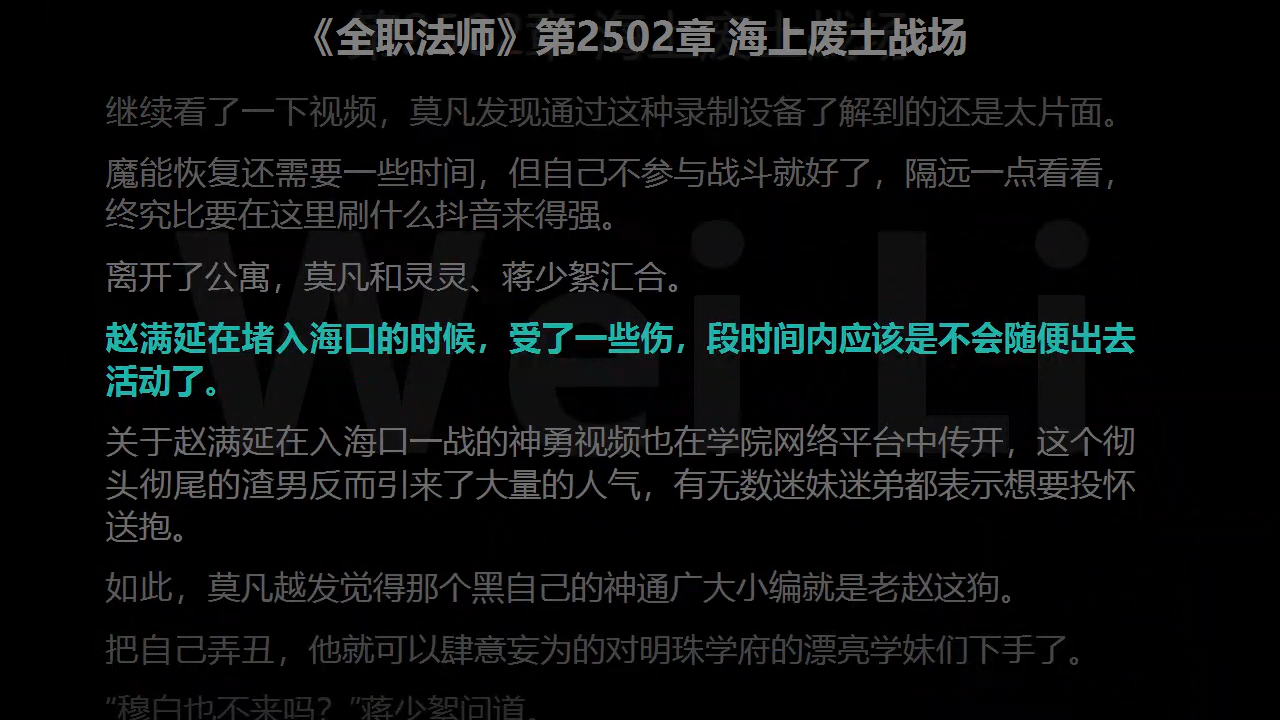 《全职法师》第2502章 海上废土战场
继续看了一下视频，莫凡发现通过这种录制设备了解到的还是太片面。
魔能恢复还需要一些时间，但自己不参与战斗就好了，隔远一点看看，
终究比要在这里刷什么抖音来得强。
离开了公寓，莫凡和灵灵、蒋少絮汇合。
赵满延在堵入海口的时候，受了一些伤，段时间内应该是不会随便出去
活动了。
关于赵满延在入海口一战的神勇视频也在学院网络平台中传开，这个彻
头彻尾的渣男反而引来了大量的人气，有无数迷妹迷弟都表示想要投怀
送抱。
如此，莫凡越发觉得那个黑自己的神通广大小编就是老赵这狗。
把自己弄丑，他就可以肆意妄为的对明珠学府的漂亮学妹们下手了。
“穆白也不来吗？”蒋少絮问道。
Wei Li